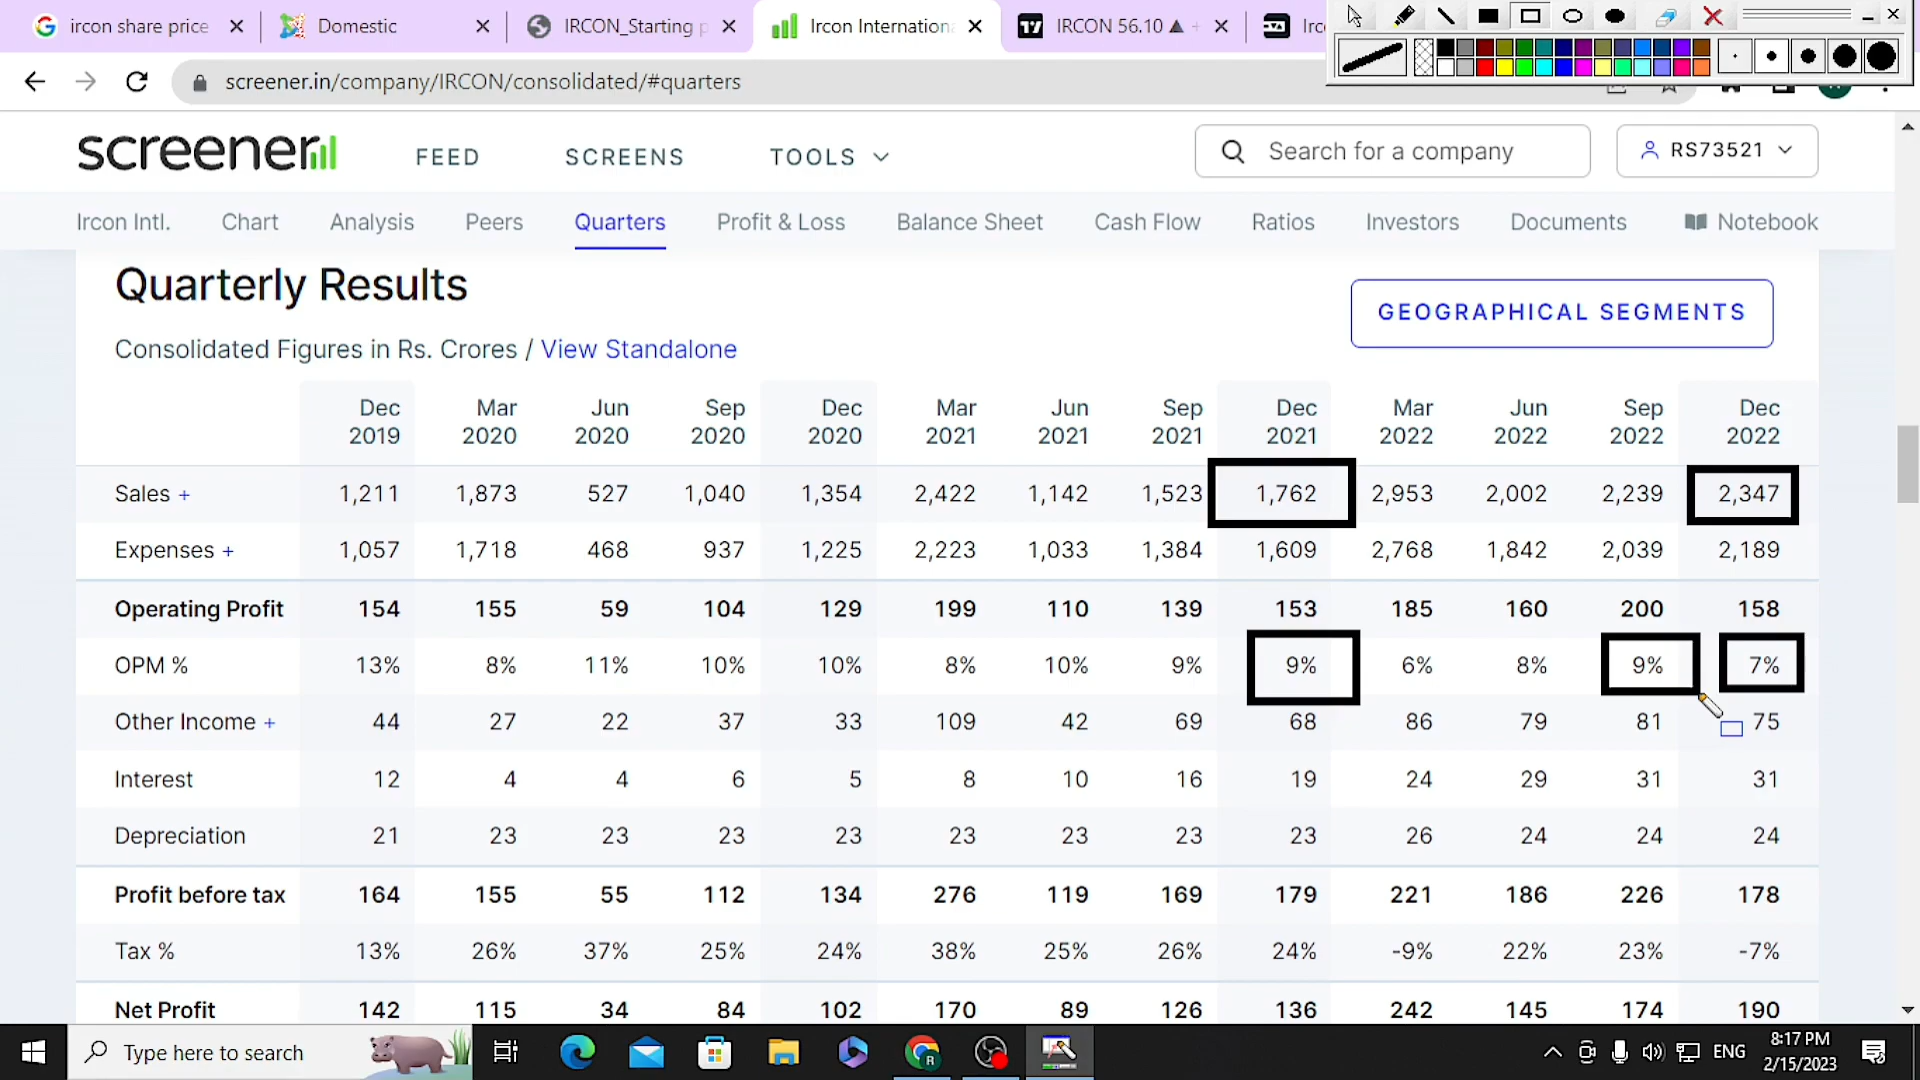 ircon share price
Domestic
IRCON_Starting p
Ircon Internationa
IRCON 56.10 ▲ +
Irc
screener.in/company/IRCON/consolidated/#quarters
screener
FEED
SCREENS
TOOLS
Search for a company
RS73521
Ircon Intl.
Chart
Analysis
Peers
Quarters
Profit & Loss
Balance Sheet
Cash Flow
Ratios
Investors
Documents
Notebook
Quarterly Results
GEOGRAPHICAL SEGMENTS
Consolidated Figures in Rs. Crores / View Standalone
Dec 2019 Mar 2020 Jun 2020 Sep 2020 Dec 2020 Mar 2021 Jun 2021 Sep 2021 Dec 2021 Mar 2022 Jun 2022 Sep 2022 Dec 2022
Sales + 1,211 1,873 527 1,040 1,354 2,422 1,142 1,523 1,762 2,953 2,002 2,239 2,347
Expenses + 1,057 1,718 468 937 1,225 2,223 1,033 1,384 1,609 2,768 1,842 2,039 2,189
Operating Profit 154 155 59 104 129 199 110 139 153 185 160 200 158
OPM % 13% 8% 11% 10% 10% 8% 10% 9% 9% 6% 8% 9% 7%
Other Income + 44 27 22 37 33 109 42 69 68 86 79 81 75
Interest 12 4 4 6 5 8 10 16 19 24 29 31 31
Depreciation 21 23 23 23 23 23 23 23 23 26 24 24 24
Profit before tax 164 155 55 112 134 276 119 169 179 221 186 226 178
Tax % 13% 26% 37% 25% 24% 38% 25% 26% 24% -9% 22% 23% -7%
Net Profit 142 115 34 84 102 170 89 126 136 242 145 174 190
Type here to search
ENG
8:17 PM
2/15/2023